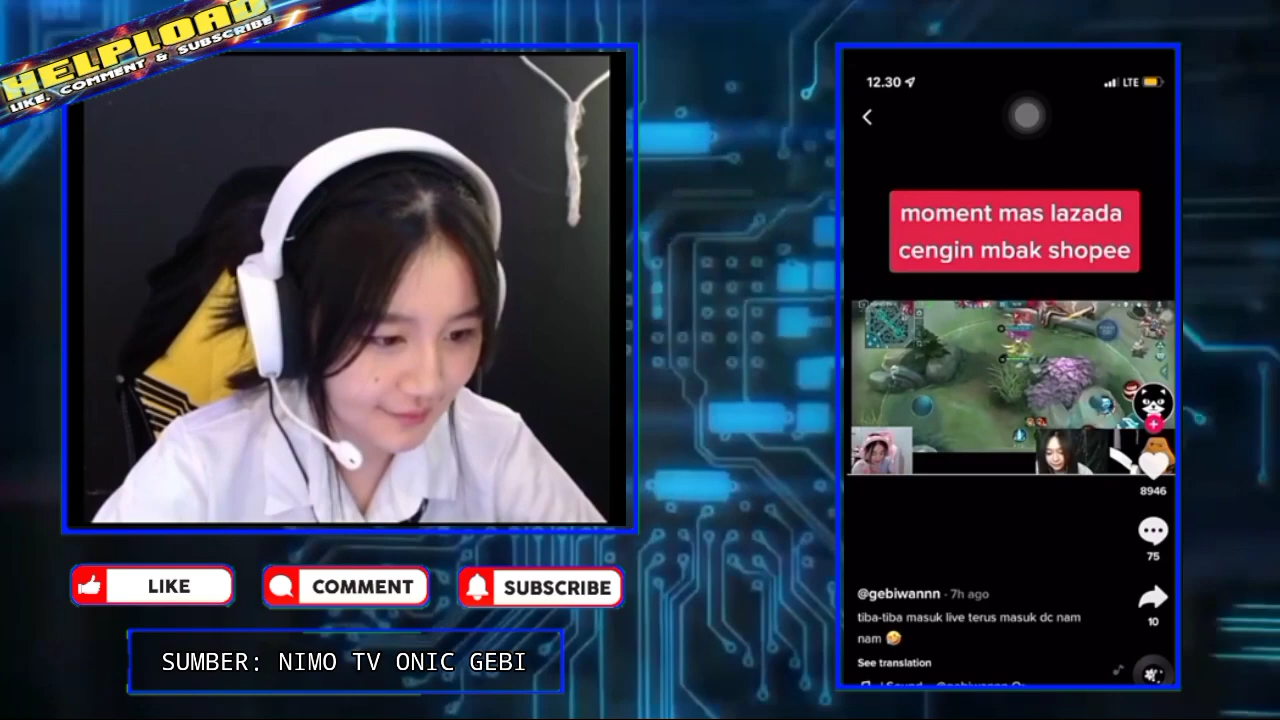 HELPLOAD
LIKE. COMMENT & SUBSCRIBE
12.30
LTE
moment mas lazada
cengin mbak shopee
8946
75
@gebiwannn · 7h ago
10
tiba-tiba masuk live terus masuk dc nam
nam 🤣
See translation
LIKE
COMMENT
SUBSCRIBE
SUMBER: NIMO TV ONIC GEBI